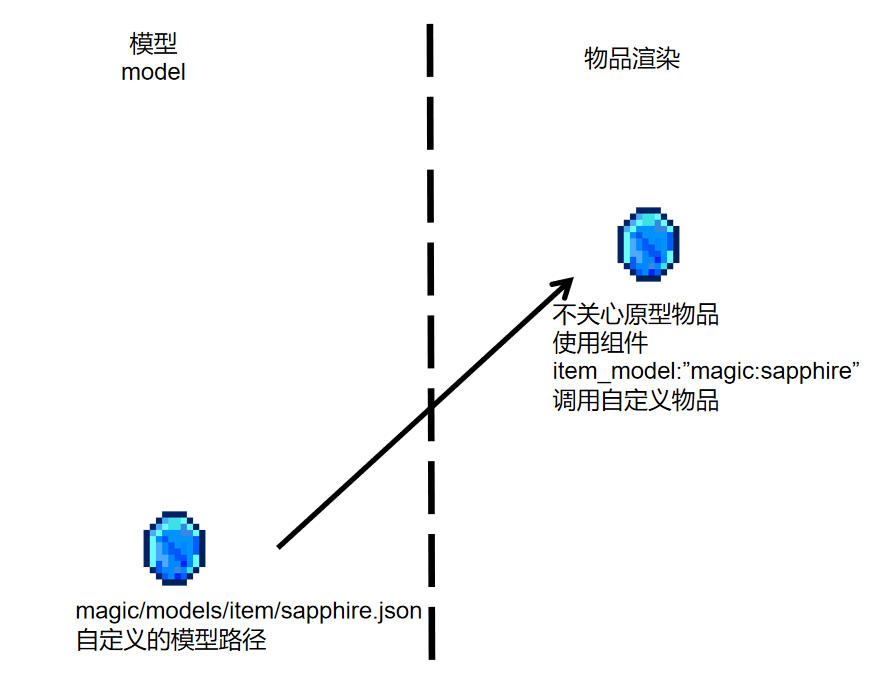 模型
model
物品渲染
不关心原型物品
使用组件
item_model:”magic:sapphire”
调用自定义物品
magic/models/item/sapphire.json
自定义的模型路径